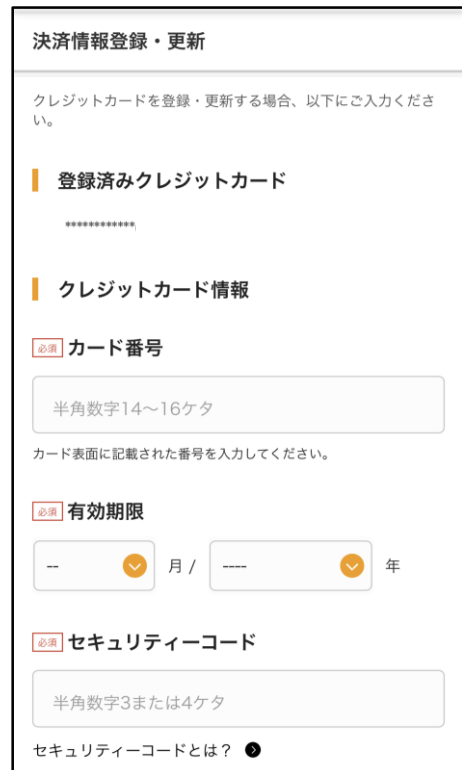 決済情報登録・更新
クレジットカードを登録・更新する場合、以下にご入力くださ
い。
登録済みクレジットカード
************
クレジットカード情報
必須 カード番号
半角数字14〜16ケタ
カード表面に記載された番号を入力してください。
必須 有効期限
-- 月 / ---- 年
必須 セキュリティーコード
半角数字3または4ケタ
セキュリティーコードとは？